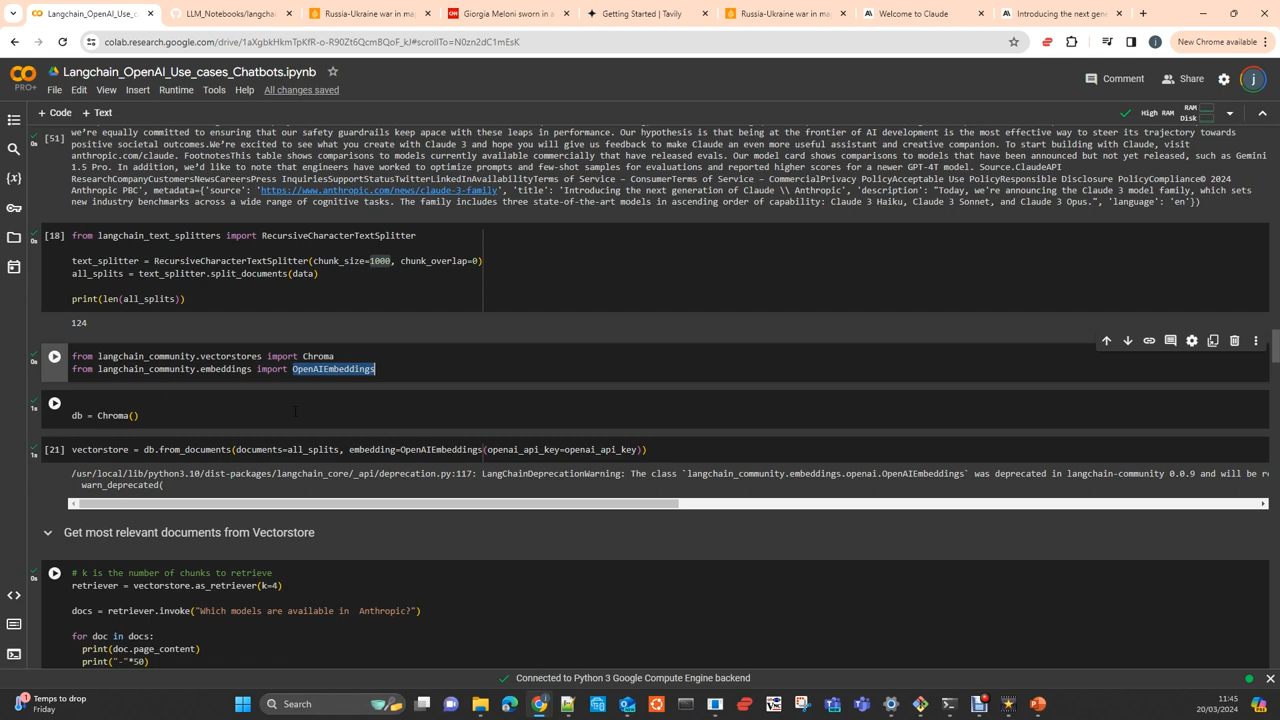 Langchain_OpenAI_Use_cases_Ch
LLM_Notebooks/langchai
Russia-Ukraine war in ma
Giorgia Meloni sworn in a
Getting Started | Tavily
Russia-Ukraine war in ma
Welcome to Claude
Introducing the next gene
colab.research.google.com/drive/1aXgbkHkmTpKfR-o-R90Zt6QcmBQoF_kJ#scrollTo=N0zn2dC1mEsK
New Chrome available
PRO+
Langchain_OpenAI_Use_cases_Chatbots.ipynb
File Edit View Insert Runtime Tools Help All changes saved
Comment
Share
j
+ Code + Text
High RAM
RAM
Disk
[51]
0s
we're equally committed to ensuring that our safety guardrails keep apace with these leaps in performance. Our hypothesis is that being at the frontier of AI development is the most effective way to steer its trajectory towards
positive societal outcomes.We're excited to see what you create with Claude 3 and hope you will give us feedback to make Claude an even more useful assistant and creative companion. To start building with Claude, visit
anthropic.com/claude. FootnotesThis table shows comparisons to models currently available commercially that have released evals. Our model card shows comparisons to models that have been announced but not yet released, such as Gemini
1.5 Pro. In addition, we'd like to note that engineers have worked to optimize prompts and few-shot samples for evaluations and reported higher scores for a newer GPT-4T model. Source.ClaudeAPI
ResearchCompanyCustomersNewsCareersPress InquiriesSupportStatusTwitterLinkedInAvailabilityTerms of Service – ConsumerTerms of Service – CommercialPrivacy PolicyAcceptable Use PolicyResponsible Disclosure PolicyCompliance© 2024
Anthropic PBC', metadata={'source': 'https://www.anthropic.com/news/claude-3-family', 'title': 'Introducing the next generation of Claude \\ Anthropic', 'description': "Today, we're announcing the Claude 3 model family, which sets
new industry benchmarks across a wide range of cognitive tasks. The family includes three state-of-the-art models in ascending order of capability: Claude 3 Haiku, Claude 3 Sonnet, and Claude 3 Opus.", 'language': 'en'})
[18]
0s
from langchain_text_splitters import RecursiveCharacterTextSplitter
text_splitter = RecursiveCharacterTextSplitter(chunk_size=1000, chunk_overlap=0)
all_splits = text_splitter.split_documents(data)
print(len(all_splits))
124
0s
from langchain_community.vectorstores import Chroma
from langchain_community.embeddings import OpenAIEmbeddings
1s
db = Chroma()
[21]
1s
vectorstore = db.from_documents(documents=all_splits, embedding=OpenAIEmbeddings(openai_api_key=openai_api_key))
/usr/local/lib/python3.10/dist-packages/langchain_core/_api/deprecation.py:117: LangChainDeprecationWarning: The class `langchain_community.embeddings.openai.OpenAIEmbeddings` was deprecated in langchain-community 0.0.9 and will be re
warn_deprecated(
Get most relevant documents from Vectorstore
0s
# k is the number of chunks to retrieve
retriever = vectorstore.as_retriever(k=4)
docs = retriever.invoke("Which models are available in  Anthropic?")
for doc in docs:
print(doc.page_content)
print("-"*50)
Connected to Python 3 Google Compute Engine backend
1
Temps to drop
Friday
Search
11:45
20/03/2024